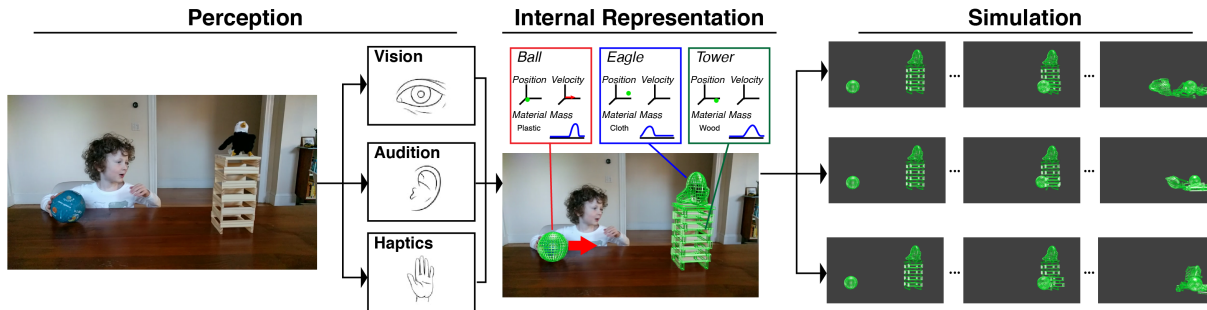 Perception
Internal Representation
Simulation
Vision
Audition
Haptics
Ball
Position Velocity
Material Mass
Plastic
Eagle
Position Velocity
Material Mass
Cloth
Tower
Position Velocity
Material Mass
Wood
...
...
...
...
...
...